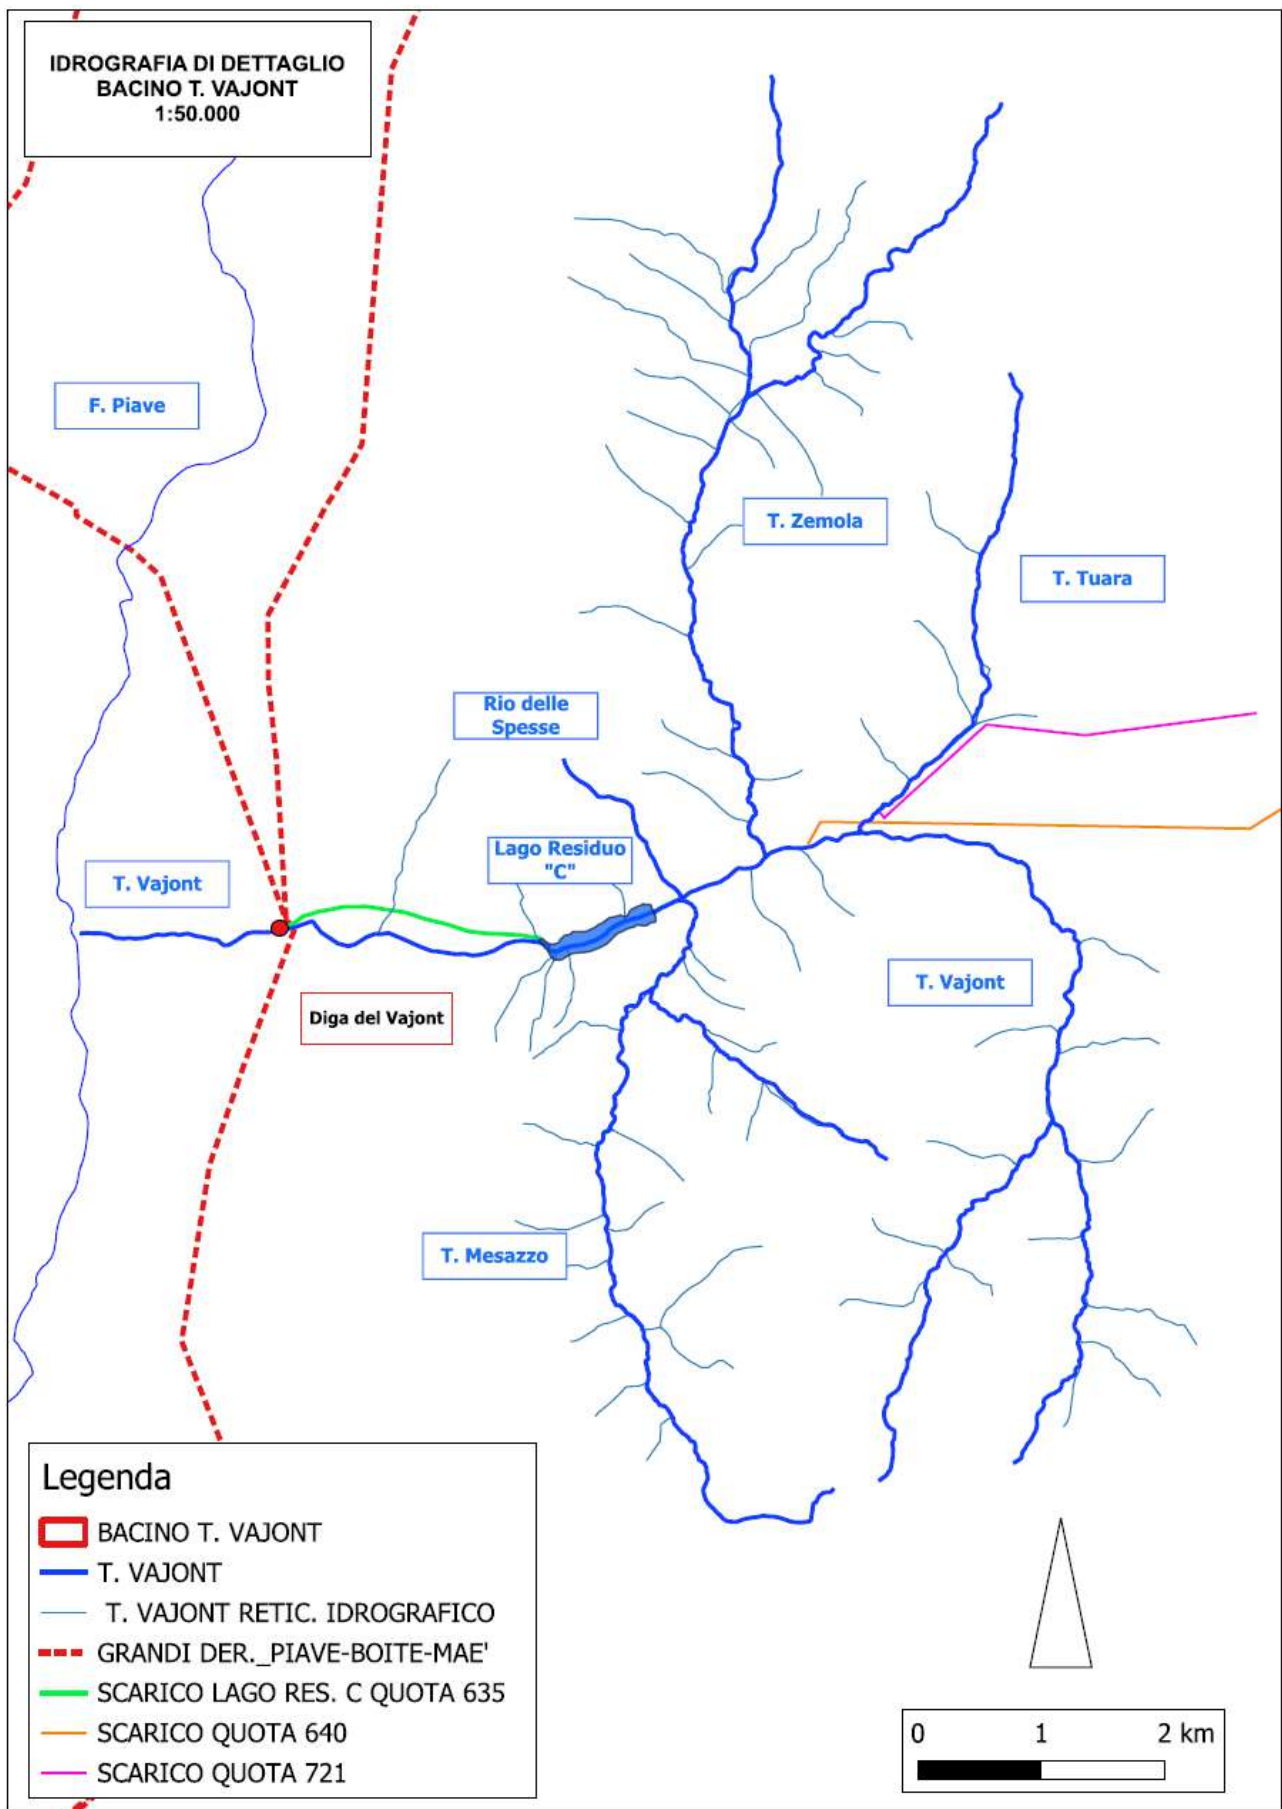 IDROGRAFIA DI DETTAGLIO
BACINO T. VAJONT
1:50.000
F. Piave
T. Zemola
T. Tuara
Rio delle
Spesse
Lago Residuo
"C"
T. Vajont
T. Vajont
Diga del Vajont
T. Mesazzo
Legenda
BACINO T. VAJONT
T. VAJONT
T. VAJONT RETIC. IDROGRAFICO
GRANDI DER._PIAVE-BOITE-MAE'
SCARICO LAGO RES. C QUOTA 635
SCARICO QUOTA 640
SCARICO QUOTA 721
0 1 2 km